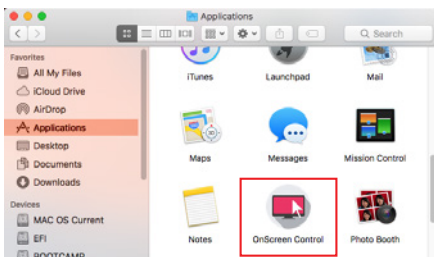 Applications
Search
Favorites
All My Files
iCloud Drive
AirDrop
Applications
Desktop
Documents
Downloads
Devices
MAC OS Current
EFI
BOOTCAMP
iTunes
Launchpad
Mail
Maps
Messages
Mission Control
Notes
OnScreen Control
Photo Booth